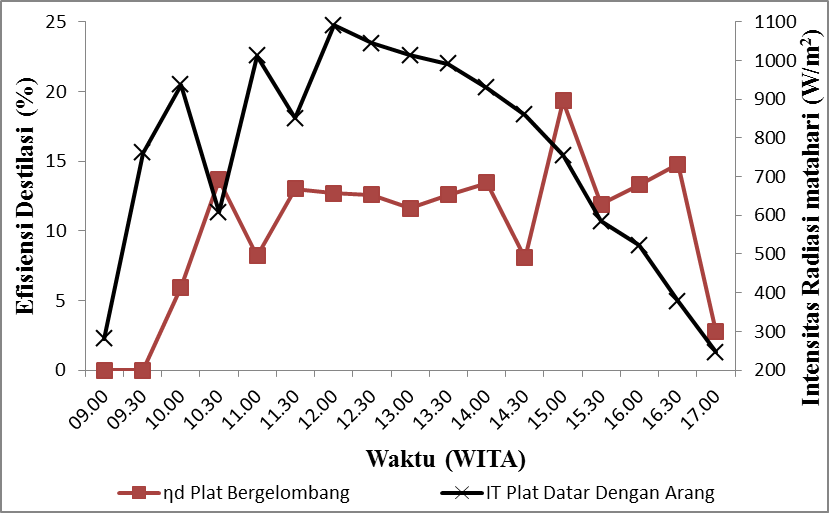 Efisiensi Destilasi (%)
25
20
15
10
5
0
1100
1000
900
800
700
600
500
400
300
200
Intensitas Radiasi matahari (W/m²)
09.00 09.30 10.00 10.30 11.00 11.30 12.00 12.30 13.00 13.30 14.00 14.30 15.00 15.30 16.00 16.30 17.00
Waktu (WITA)
ηd Plat Bergelombang
IT Plat Datar Dengan Arang